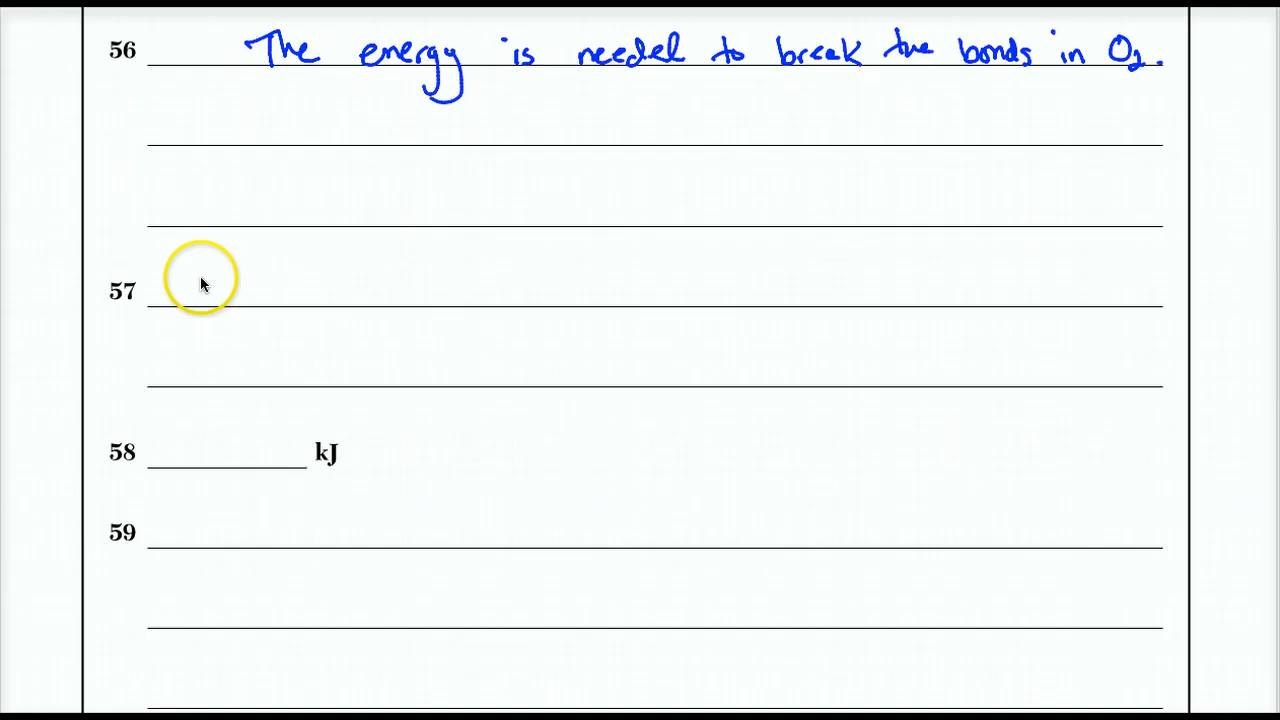 56 The energy is needed to break the bonds in O₂.
57
58 kJ
59